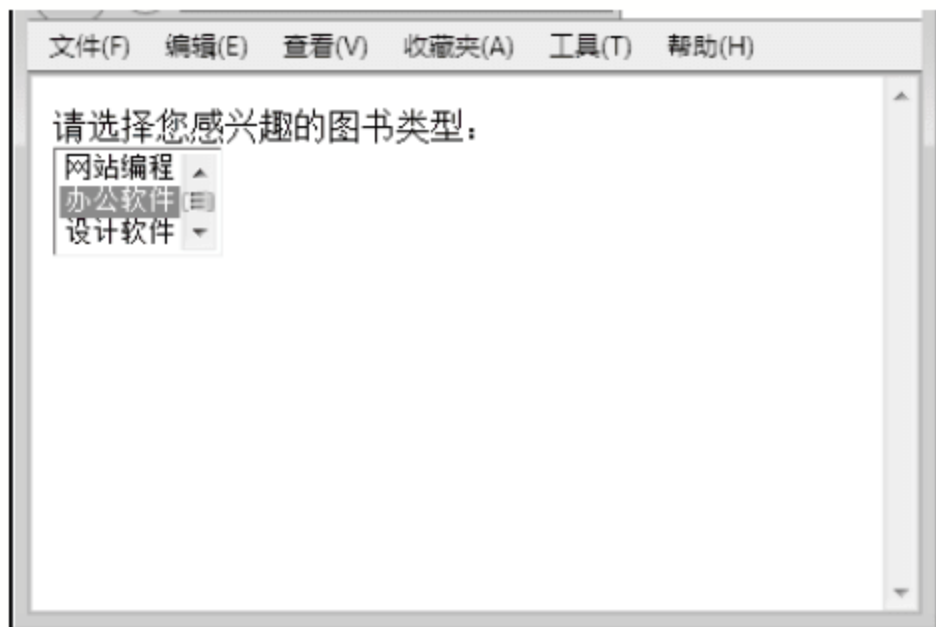 文件(F) 编辑(E) 查看(V) 收藏夹(A) 工具(T) 帮助(H)
请选择您感兴趣的图书类型：
网站编程
办公软件
设计软件